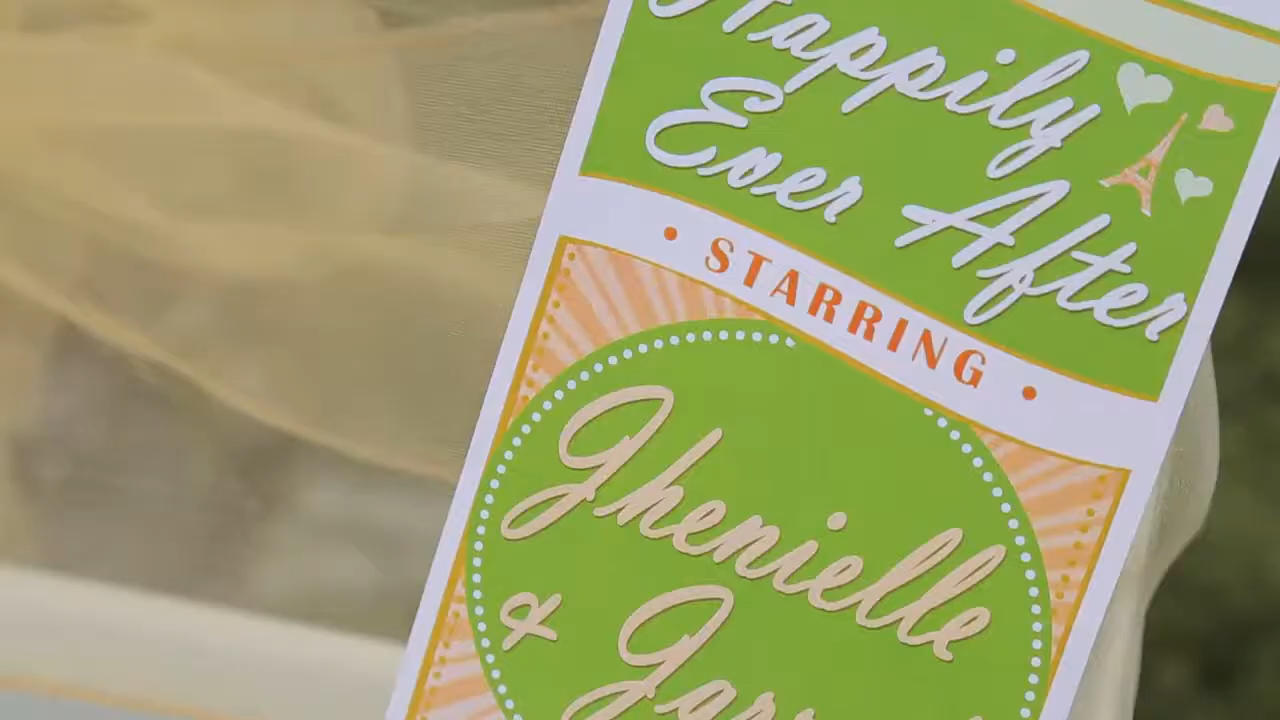 Happily
Ever After
• STARRING •
Ghenielle
&